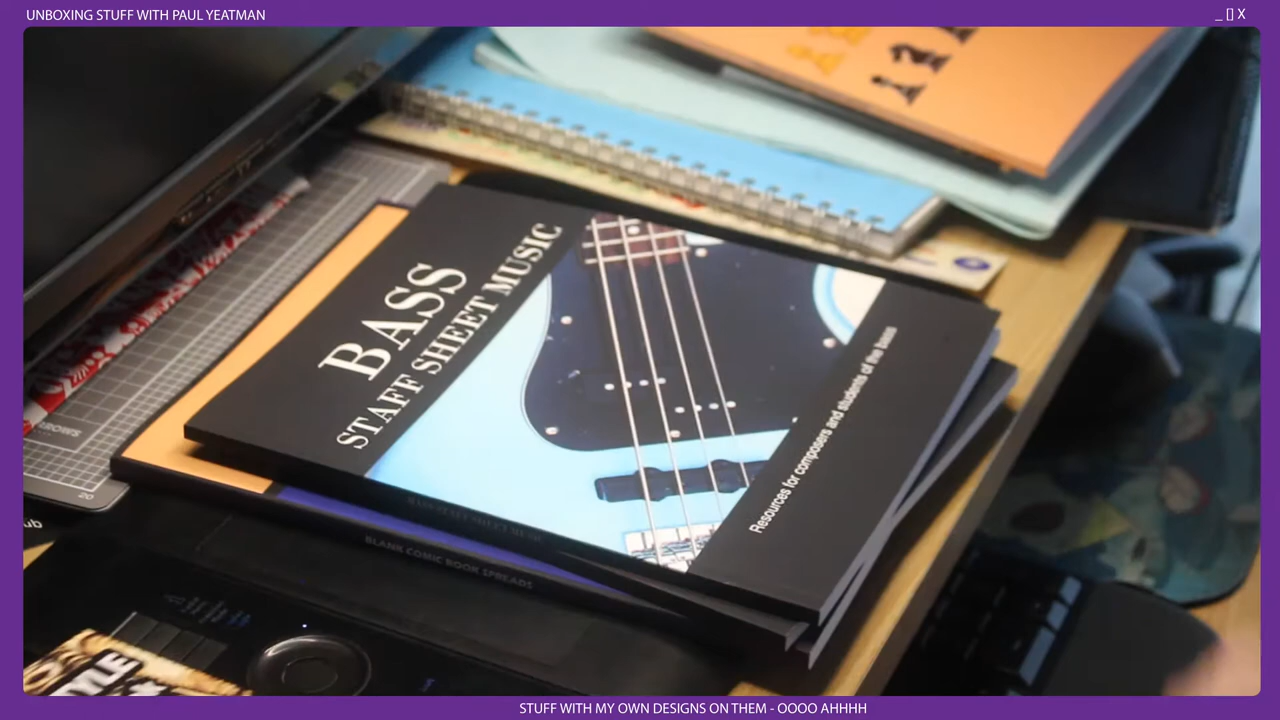 UNBOXING STUFF WITH PAUL YEATMAN
_ [] X
BASS
STAFF SHEET MUSIC
Resources for composers and students of the bass
BLANK COMIC BOOK SPREADS
20
STUFF WITH MY OWN DESIGNS ON THEM - OOOO AHHHH